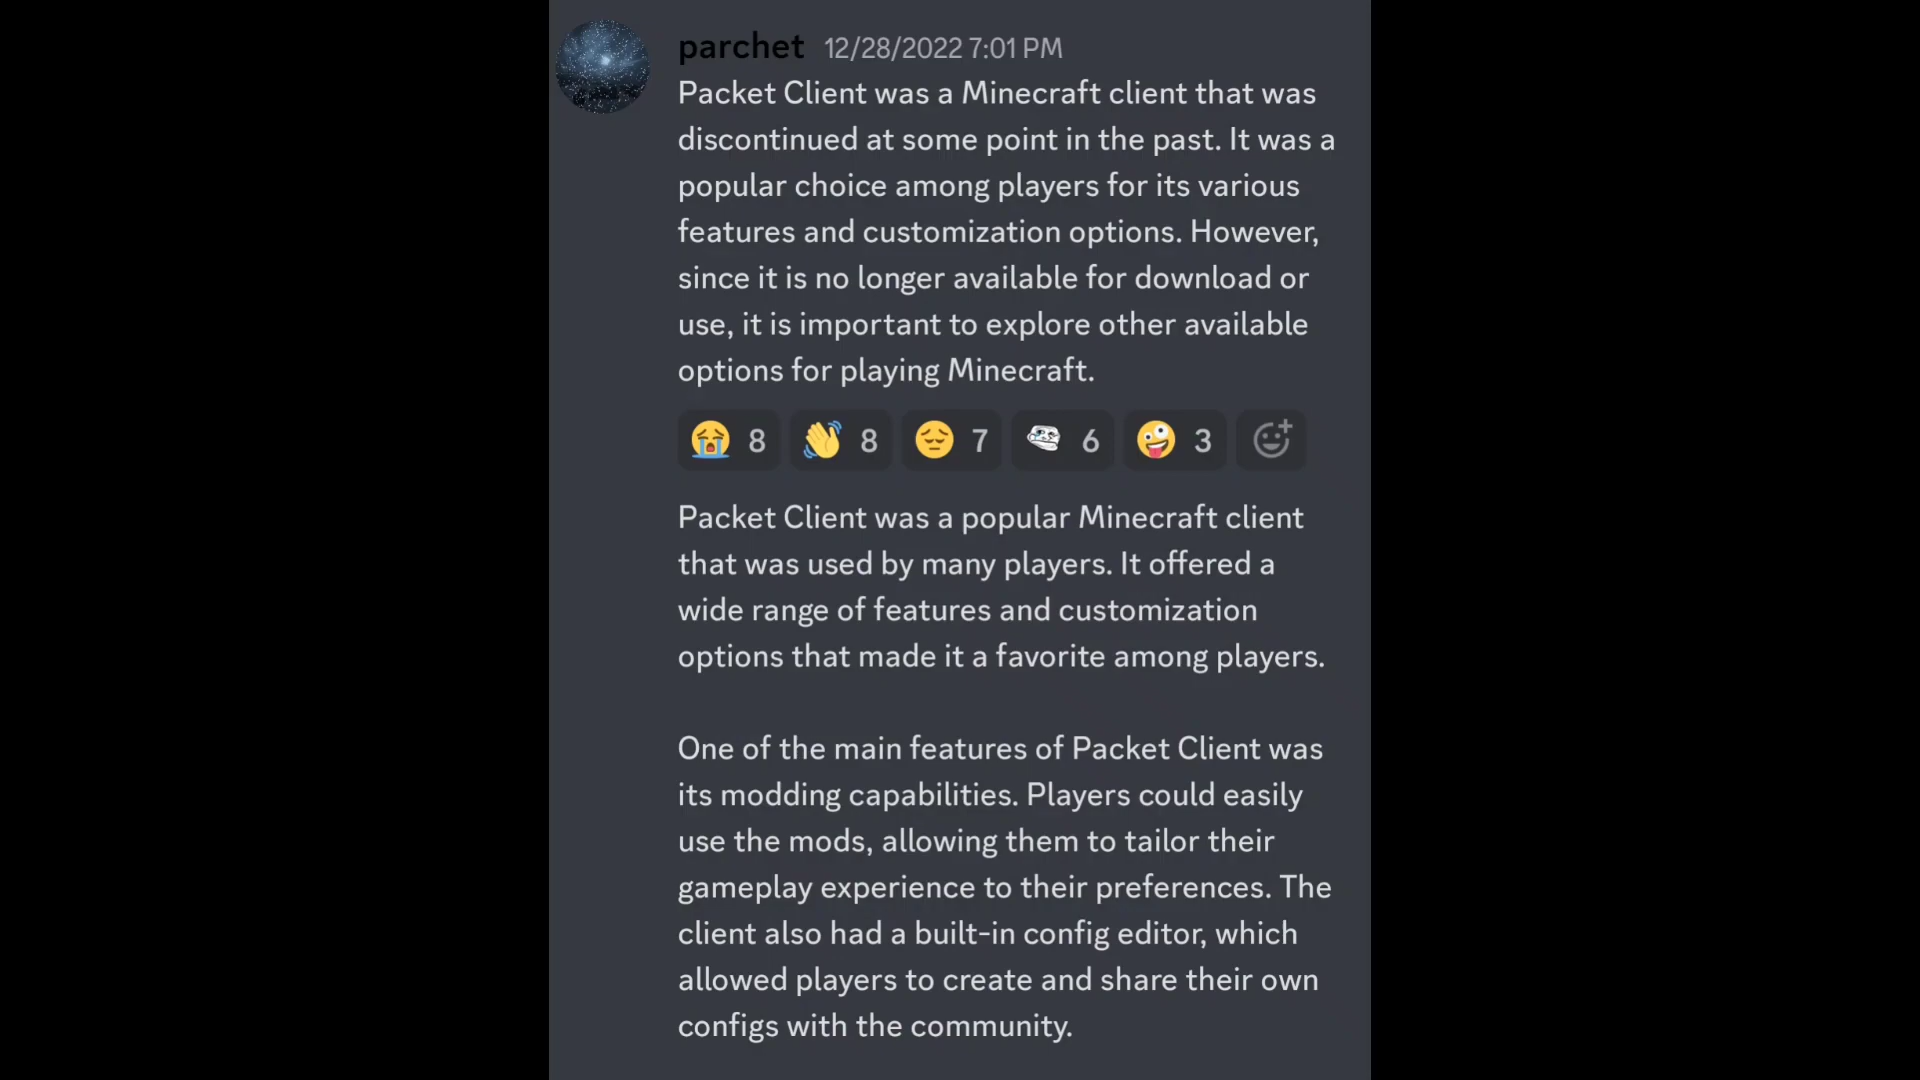 parchet 12/28/2022 7:01 PM
Packet Client was a Minecraft client that was
discontinued at some point in the past. It was a
popular choice among players for its various
features and customization options. However,
since it is no longer available for download or
use, it is important to explore other available
options for playing Minecraft.
8 8 7 6 3
Packet Client was a popular Minecraft client
that was used by many players. It offered a
wide range of features and customization
options that made it a favorite among players.
One of the main features of Packet Client was
its modding capabilities. Players could easily
use the mods, allowing them to tailor their
gameplay experience to their preferences. The
client also had a built-in config editor, which
allowed players to create and share their own
configs with the community.